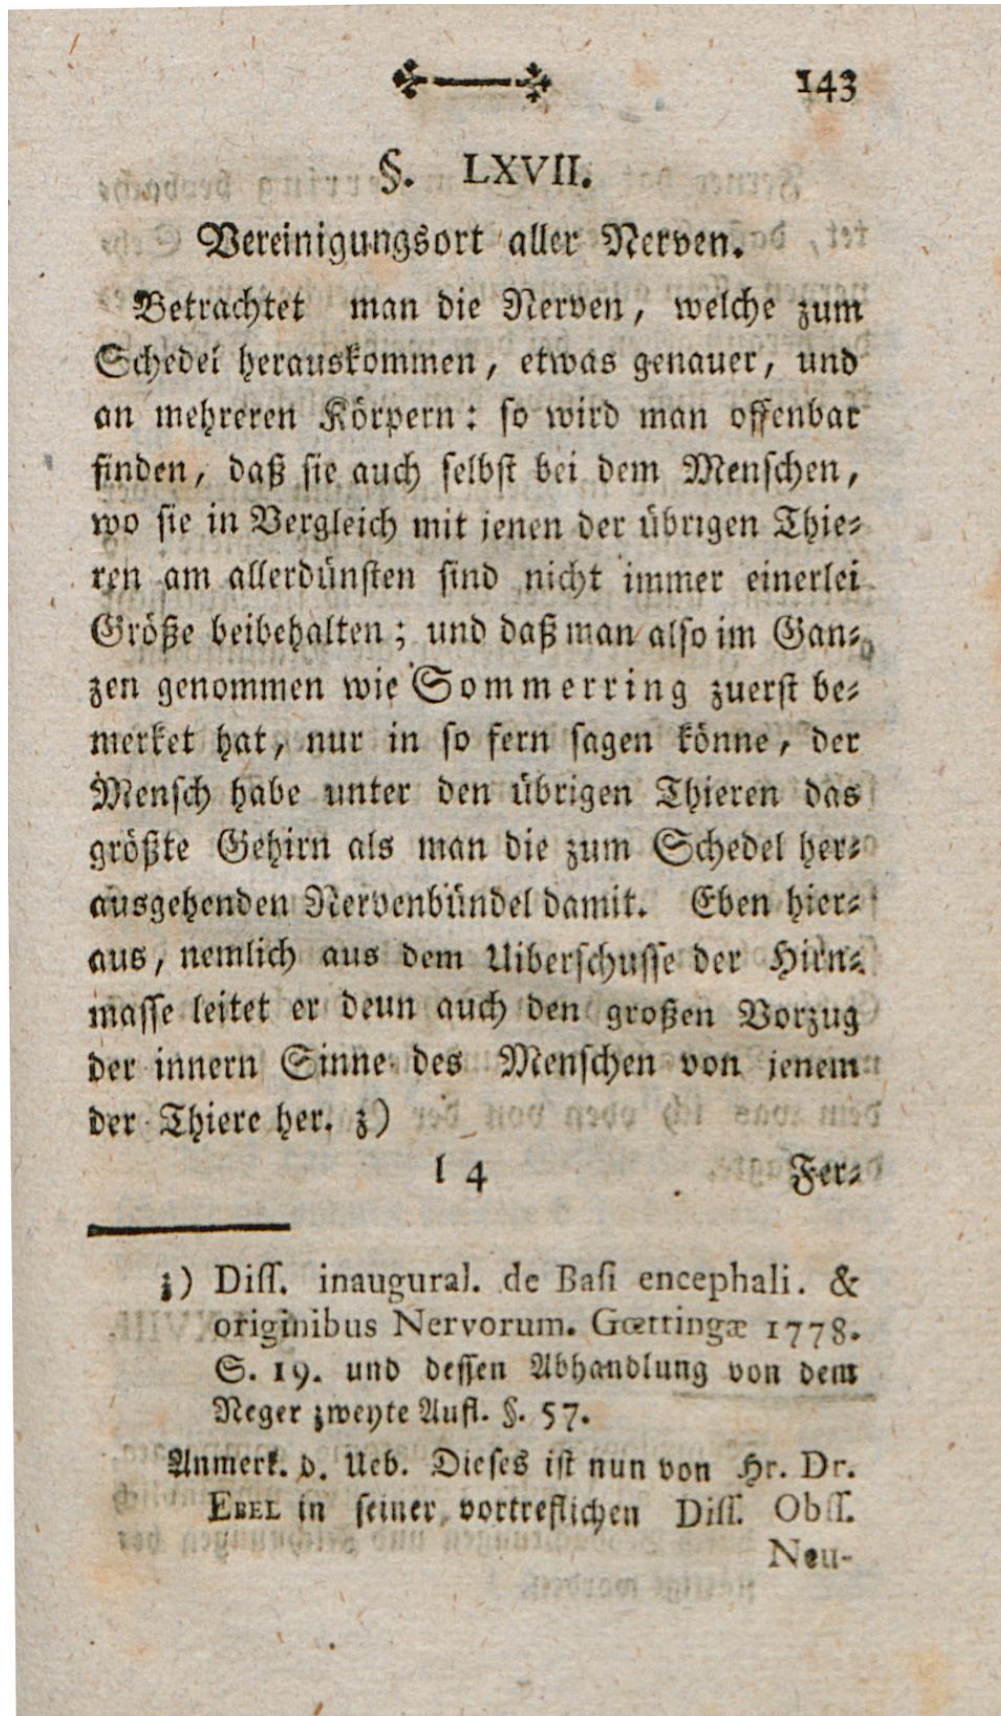 143
§. LXVII.
Vereinigungsort aller Nerven.
Betrachtet man die Nerven, welche zum
Schedel herauskommen, etwas genauer, und
an mehreren Körpern: so wird man offenbar
finden, daß sie auch selbst bei dem Menschen,
wo sie in Vergleich mit jenen der übrigen Thie-
ren am allerdünsten sind nicht immer einerlei
Größe beibehalten; und daß man also im Gan-
zen genommen wie Sommerring zuerst be-
merket hat, nur in so fern sagen könne, der
Mensch habe unter den übrigen Thieren das
größte Gehirn als man die zum Schedel her-
ausgehenden Nervenbündel damit. Eben hier-
aus, nemlich aus dem Uiberschusse der Hirn-
masse leitet er deun auch den großen Vorzug
der innern Sinne des Menschen von jenem
der Thiere her. z)
l 4 Fer-
z) Diſſ. inaugural. de Baſi encephali. &
originibus Nervorum. Gœttingæ 1778.
S. 19. und dessen Abhandlung von dem
Neger zweyte Aufl. §. 57.
Anmerk. d. Ueb. Dieses ist nun von Hr. Dr.
EBEL in seiner vortreflichen Diſſ. Obſſ.
Neu-